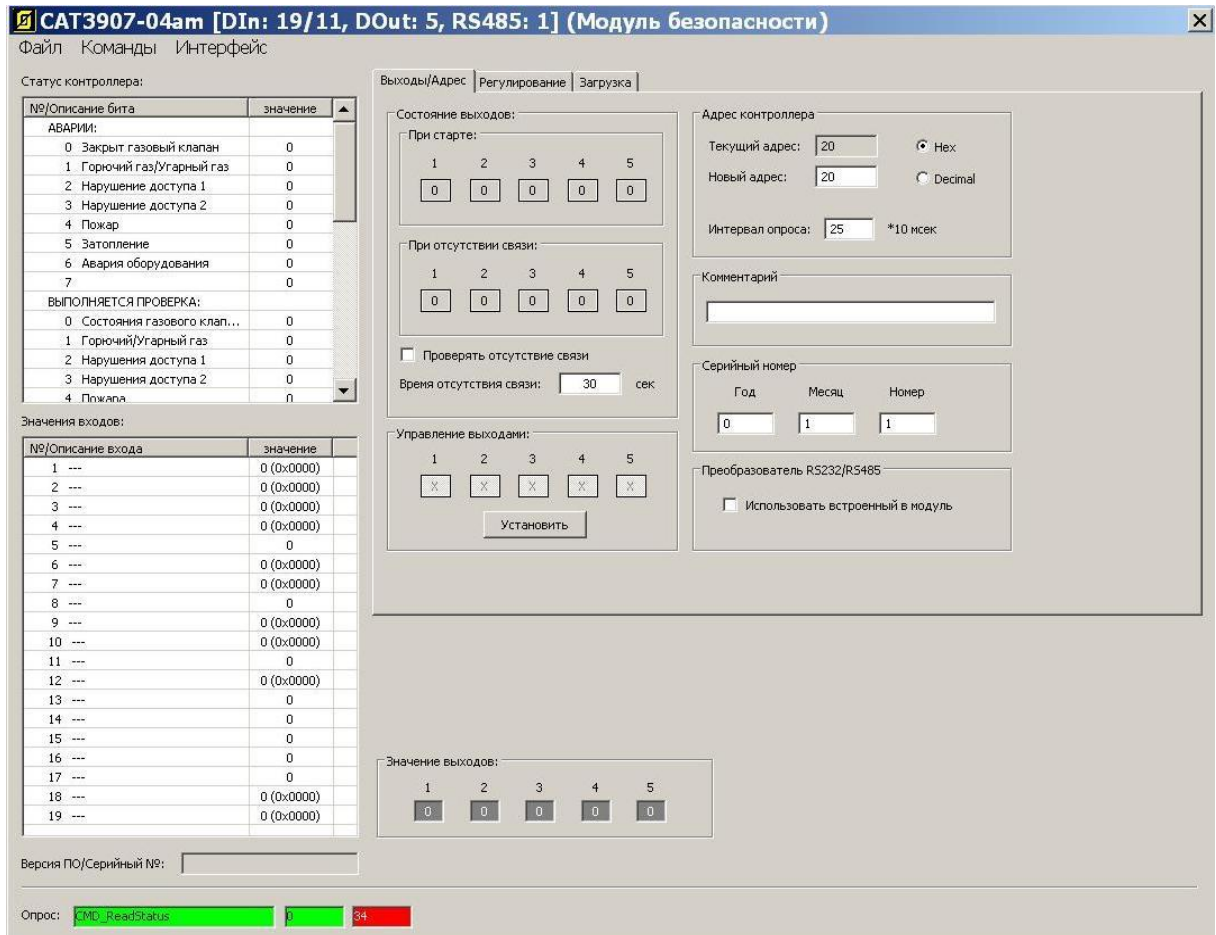 CAT3907-04am [DIn: 19/11, DOut: 5, RS485: 1] (Модуль безопасности)
Файл Команды Интерфейс
Статус контроллера:
№/Описание бита значение
АВАРИИ:
0 Закрыт газовый клапан 0
1 Горючий газ/Угарный газ 0
2 Нарушение доступа 1 0
3 Нарушение доступа 2 0
4 Пожар 0
5 Затопление 0
6 Авария оборудования 0
7 0
ВЫПОЛНЯЕТСЯ ПРОВЕРКА:
0 Состояния газового клап... 0
1 Горючий/Угарный газ 0
2 Нарушения доступа 1 0
3 Нарушения доступа 2 0
4 Пожара 0
Значения входов:
№/Описание входа значение
1 --- 0 (0x0000)
2 --- 0 (0x0000)
3 --- 0 (0x0000)
4 --- 0 (0x0000)
5 --- 0
6 --- 0 (0x0000)
7 --- 0 (0x0000)
8 --- 0
9 --- 0 (0x0000)
10 --- 0 (0x0000)
11 --- 0
12 --- 0 (0x0000)
13 --- 0
14 --- 0
15 --- 0
16 --- 0
17 --- 0
18 --- 0 (0x0000)
19 --- 0 (0x0000)
Версия ПО/Серийный №:
Выходы/Адрес Регулирование Загрузка
Состояние выходов:
При старте:
1 2 3 4 5
0 0 0 0 0
При отсутствии связи:
1 2 3 4 5
0 0 0 0 0
Проверять отсутствие связи
Время отсутствия связи: 30 сек
Управление выходами:
1 2 3 4 5
X X X X X
Установить
Адрес контроллера
Текущий адрес: 20 Hex
Новый адрес: 20 Decimal
Интервал опроса: 25 *10 мсек
Комментарий
Серийный номер
Год Месяц Номер
0 1 1
Преобразователь RS232/RS485
Использовать встроенный в модуль
Значение выходов:
1 2 3 4 5
0 0 0 0 0
Опрос: CMD_ReadStatus 0 34